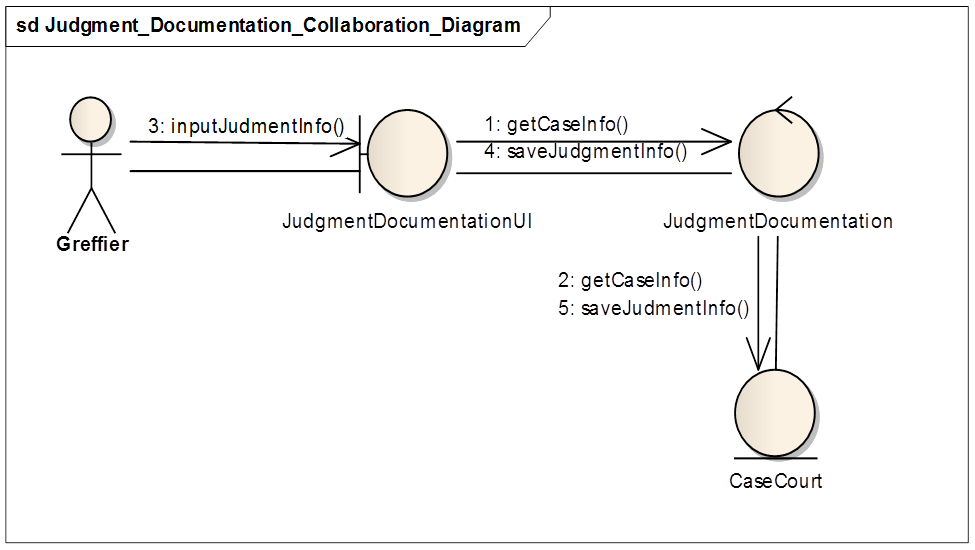 sd Judgment_Documentation_Collaboration_Diagram
3: inputJudmentInfo()
1: getCaseInfo()
4: saveJudgmentInfo()
Greffier
JudgmentDocumentationUI
JudgmentDocumentation
2: getCaseInfo()
5: saveJudmentInfo()
CaseCourt